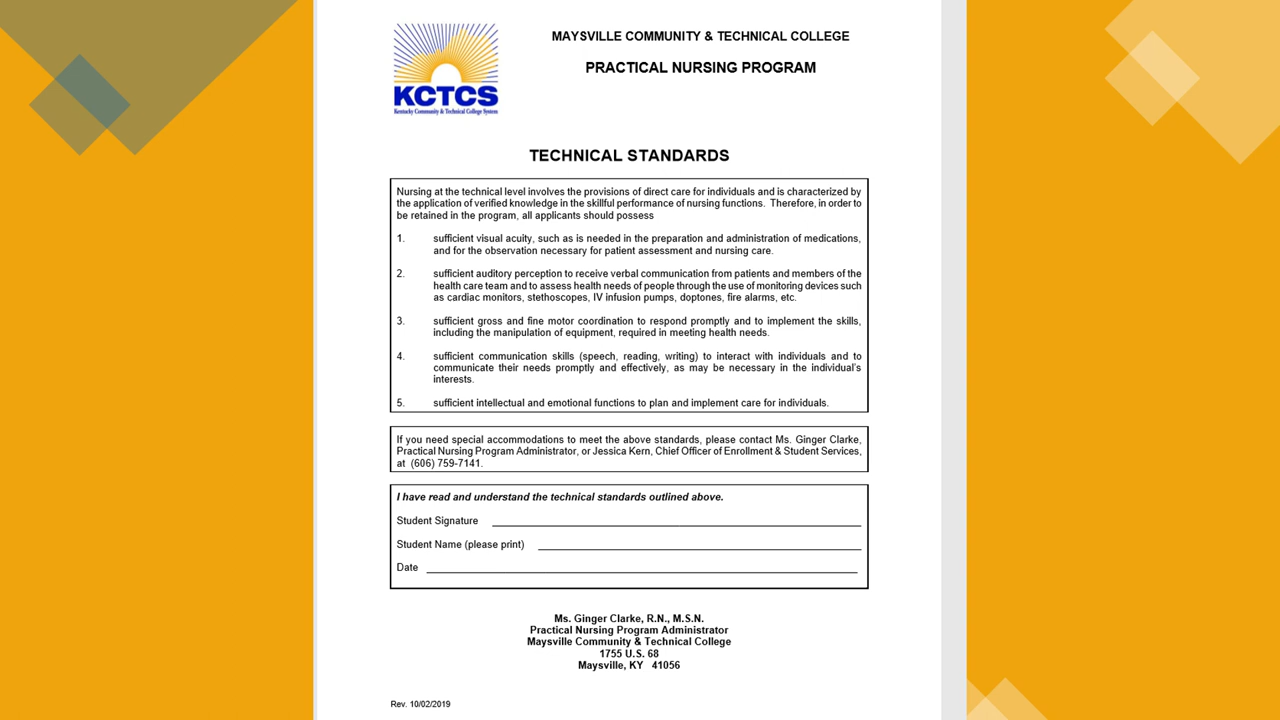 MAYSVILLE COMMUNITY & TECHNICAL COLLEGE
PRACTICAL NURSING PROGRAM
KCTCS
Kentucky Community & Technical College System
TECHNICAL STANDARDS
Nursing at the technical level involves the provisions of direct care for individuals and is characterized by
the application of verified knowledge in the skillful performance of nursing functions. Therefore, in order to
be retained in the program, all applicants should possess
1. sufficient visual acuity, such as is needed in the preparation and administration of medications,
and for the observation necessary for patient assessment and nursing care.
2. sufficient auditory perception to receive verbal communication from patients and members of the
health care team and to assess health needs of people through the use of monitoring devices such
as cardiac monitors, stethoscopes, IV infusion pumps, doptones, fire alarms, etc.
3. sufficient gross and fine motor coordination to respond promptly and to implement the skills,
including the manipulation of equipment, required in meeting health needs.
4. sufficient communication skills (speech, reading, writing) to interact with individuals and to
communicate their needs promptly and effectively, as may be necessary in the individual's
interests.
5. sufficient intellectual and emotional functions to plan and implement care for individuals.
If you need special accommodations to meet the above standards, please contact Ms. Ginger Clarke,
Practical Nursing Program Administrator, or Jessica Kern, Chief Officer of Enrollment & Student Services,
at (606) 759-7141.
I have read and understand the technical standards outlined above.
Student Signature
Student Name (please print)
Date
Ms. Ginger Clarke, R.N., M.S.N.
Practical Nursing Program Administrator
Maysville Community & Technical College
1755 U.S. 68
Maysville, KY 41056
Rev. 10/02/2019